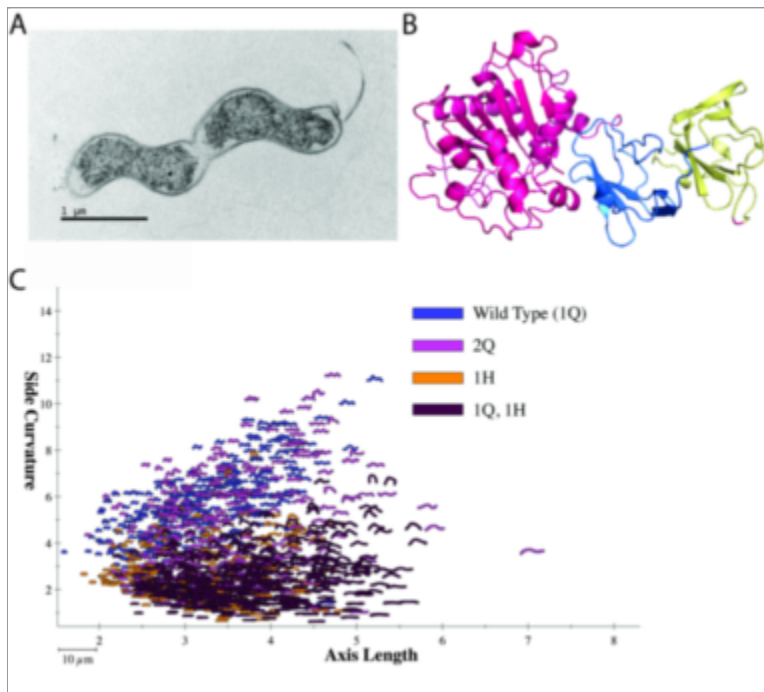 A
B
1 µm
C
14
12
10
8
6
4
2
Side Curvature
Wild Type (1Q)
2Q
1H
1Q, 1H
2
3
4
5
6
7
8
10 µm
Axis Length